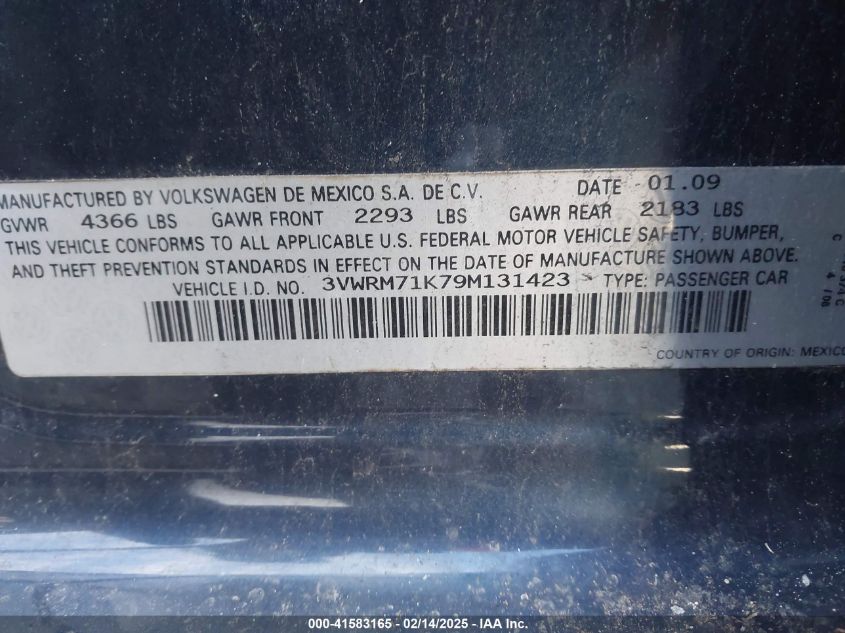 MANUFACTURED BY VOLKSWAGEN DE MEXICO S.A. DE C.V. DATE 01.09
GVWR 4366 LBS GAWR FRONT 2293 LBS GAWR REAR 2183 LBS
THIS VEHICLE CONFORMS TO ALL APPLICABLE U.S. FEDERAL MOTOR VEHICLE SAFETY, BUMPER,
AND THEFT PREVENTION STANDARDS IN EFFECT ON THE DATE OF MANUFACTURE SHOWN ABOVE.
VEHICLE I.D. NO. 3VWRM71K79M131423 TYPE: PASSENGER CAR
COUNTRY OF ORIGIN: MEXICO
000-41583165 - 02/14/2025 - IAA Inc.